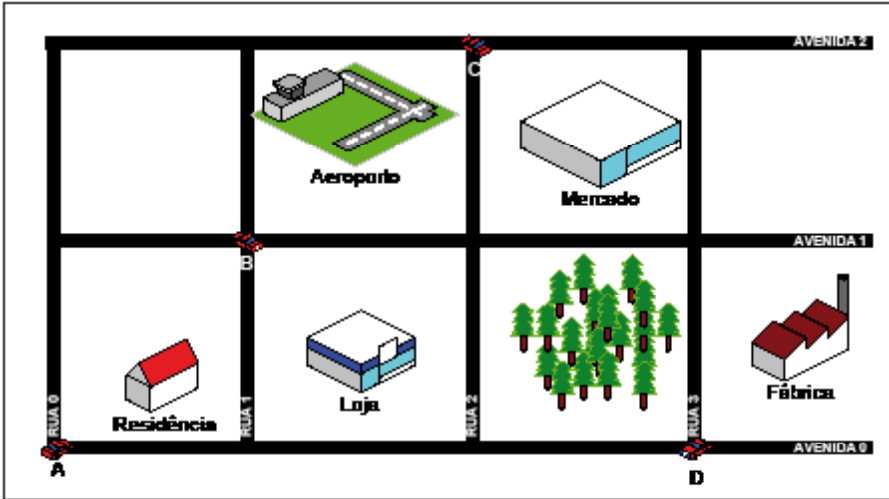 AVENIDA 2
C
Aeroporto
Mercado
AVENIDA 1
B
RUA 0
Residência
RUA 1
Loja
RUA 2
RUA 3
Fábrica
AVENIDA 0
A
D